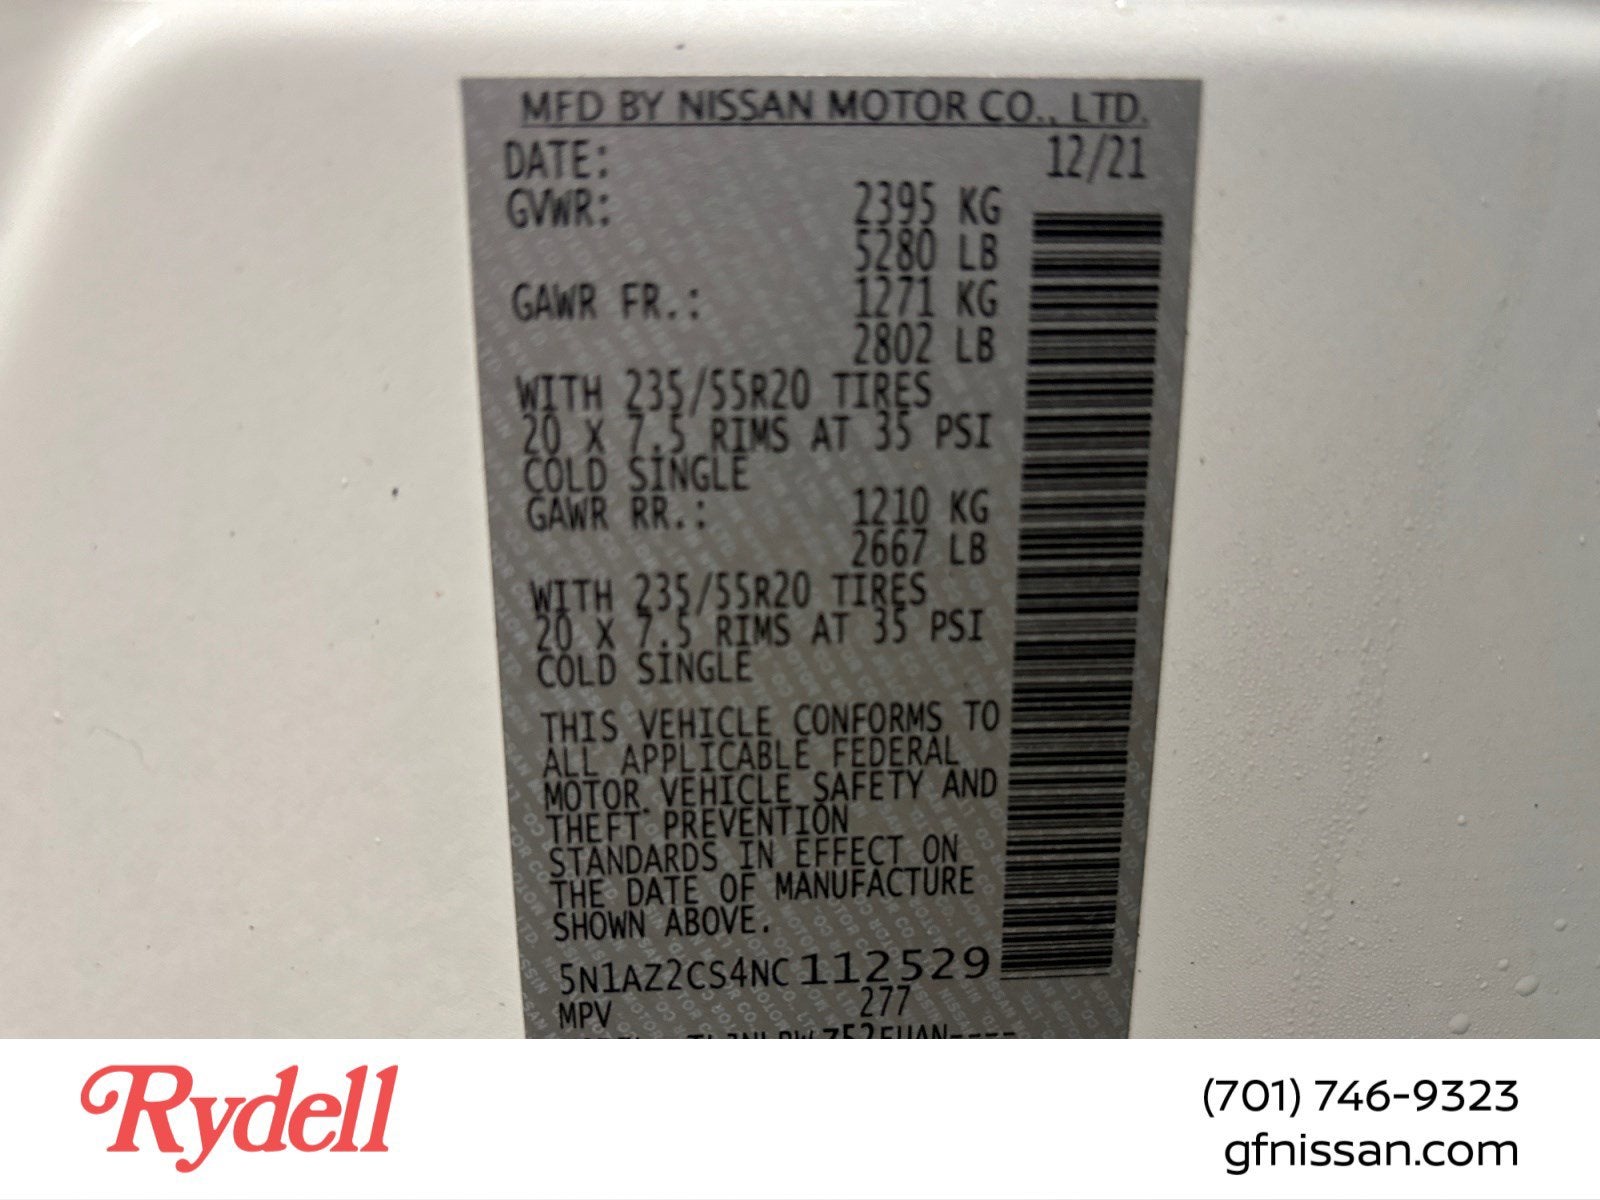 MFD BY NISSAN MOTOR CO., LTD.
DATE: 12/21
GVWR: 2395 KG
5280 LB
GAWR FR.: 1271 KG
2802 LB
WITH 235/55R20 TIRES
20 X 7.5 RIMS AT 35 PSI
COLD SINGLE
GAWR RR.: 1210 KG
2667 LB
WITH 235/55R20 TIRES
20 X 7.5 RIMS AT 35 PSI
COLD SINGLE
THIS VEHICLE CONFORMS TO
ALL APPLICABLE FEDERAL
MOTOR VEHICLE SAFETY AND
THEFT PREVENTION
STANDARDS IN EFFECT ON
THE DATE OF MANUFACTURE
SHOWN ABOVE.
5N1AZ2CS4NC112529
MPV 277
Rydell
(701) 746-9323
gfnissan.com